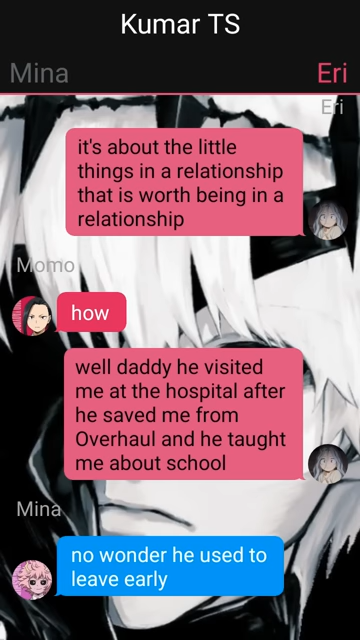 Kumar TS
Mina
Eri
Eri
it's about the little
things in a relationship
that is worth being in a
relationship
Momo
how
well daddy he visited
me at the hospital after
he saved me from
Overhaul and he taught
me about school
Mina
no wonder he used to
leave early